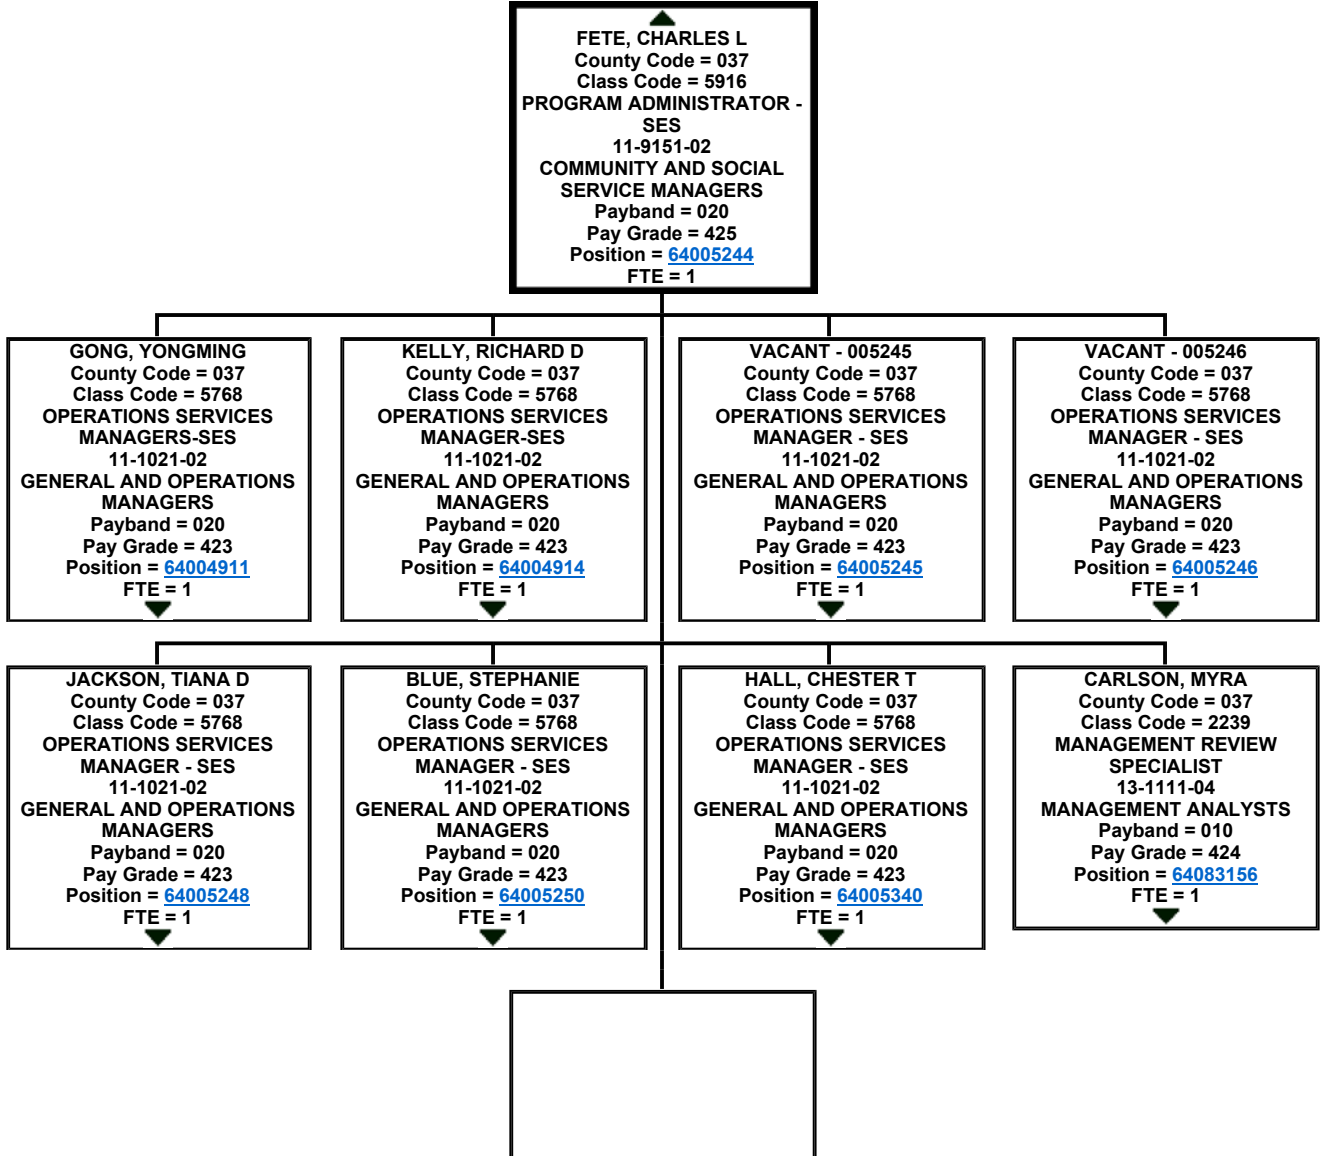 FETE, CHARLES L
County Code = 037
Class Code = 5916
PROGRAM ADMINISTRATOR -
SES
11-9151-02
COMMUNITY AND SOCIAL
SERVICE MANAGERS
Payband = 020
Pay Grade = 425
Position = 64005244
FTE = 1
GONG, YONGMING
County Code = 037
Class Code = 5768
OPERATIONS SERVICES
MANAGERS-SES
11-1021-02
GENERAL AND OPERATIONS
MANAGERS
Payband = 020
Pay Grade = 423
Position = 64004911
FTE = 1
KELLY, RICHARD D
County Code = 037
Class Code = 5768
OPERATIONS SERVICES
MANAGER-SES
11-1021-02
GENERAL AND OPERATIONS
MANAGERS
Payband = 020
Pay Grade = 423
Position = 64004914
FTE = 1
VACANT - 005245
County Code = 037
Class Code = 5768
OPERATIONS SERVICES
MANAGER - SES
11-1021-02
GENERAL AND OPERATIONS
MANAGERS
Payband = 020
Pay Grade = 423
Position = 64005245
FTE = 1
VACANT - 005246
County Code = 037
Class Code = 5768
OPERATIONS SERVICES
MANAGER - SES
11-1021-02
GENERAL AND OPERATIONS
MANAGERS
Payband = 020
Pay Grade = 423
Position = 64005246
FTE = 1
JACKSON, TIANA D
County Code = 037
Class Code = 5768
OPERATIONS SERVICES
MANAGER - SES
11-1021-02
GENERAL AND OPERATIONS
MANAGERS
Payband = 020
Pay Grade = 423
Position = 64005248
FTE = 1
BLUE, STEPHANIE
County Code = 037
Class Code = 5768
OPERATIONS SERVICES
MANAGER - SES
11-1021-02
GENERAL AND OPERATIONS
MANAGERS
Payband = 020
Pay Grade = 423
Position = 64005250
FTE = 1
HALL, CHESTER T
County Code = 037
Class Code = 5768
OPERATIONS SERVICES
MANAGER - SES
11-1021-02
GENERAL AND OPERATIONS
MANAGERS
Payband = 020
Pay Grade = 423
Position = 64005340
FTE = 1
CARLSON, MYRA
County Code = 037
Class Code = 2239
MANAGEMENT REVIEW
SPECIALIST
13-1111-04
MANAGEMENT ANALYSTS
Payband = 010
Pay Grade = 424
Position = 64083156
FTE = 1